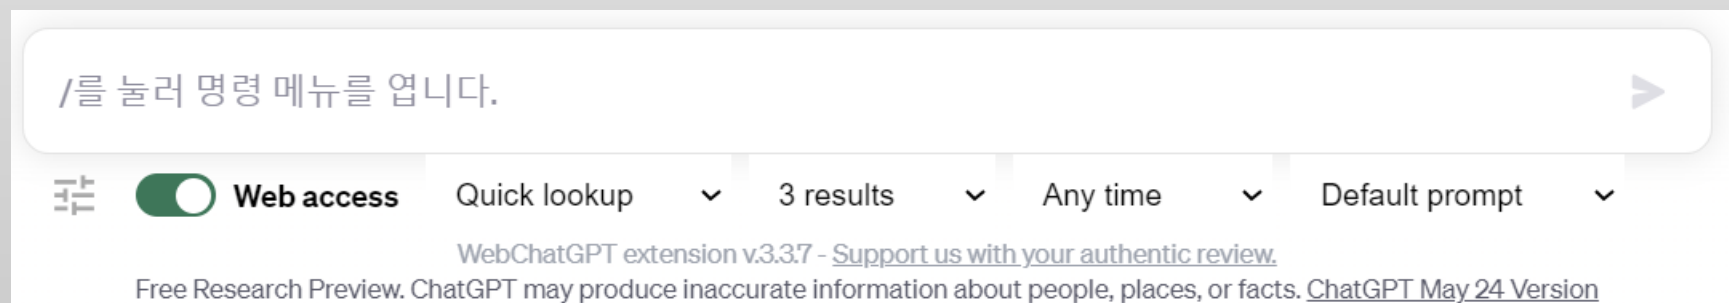 /를 눌러 명령 메뉴를 엽니다.
Web access Quick lookup 3 results Any time Default prompt
WebChatGPT extension v.3.3.7 - Support us with your authentic review.
Free Research Preview. ChatGPT may produce inaccurate information about people, places, or facts. ChatGPT May 24 Version